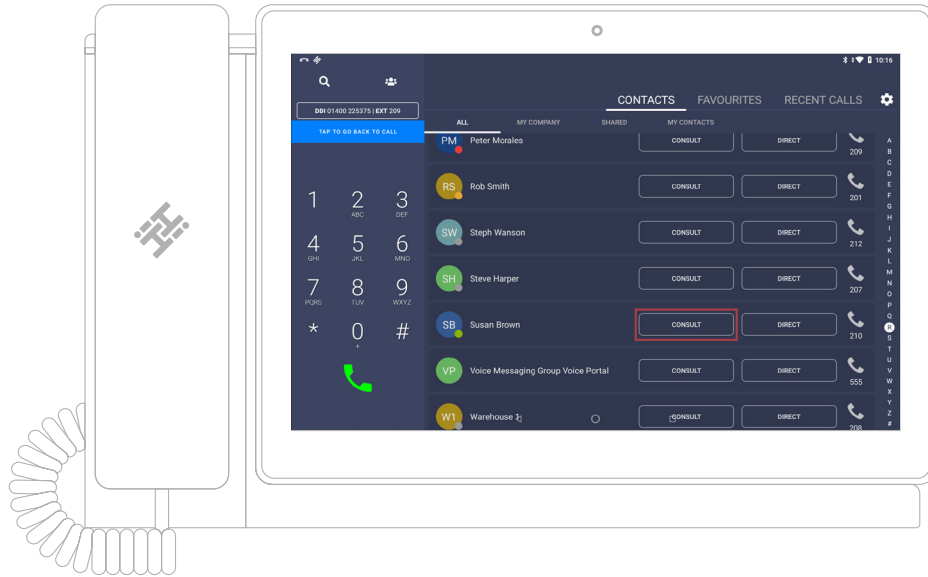 10:16
DDI 01400 225375 | EXT 209
TAP TO GO BACK TO CALL
1
2 ABC
3 DEF
4 GHI
5 JKL
6 MNO
7 PQRS
8 TUV
9 WXYZ
*
0 +
#
CONTACTS FAVOURITES RECENT CALLS
ALL MY COMPANY SHARED MY CONTACTS
PM Peter Morales CONSULT DIRECT 209
RS Rob Smith CONSULT DIRECT 201
SW Steph Wanson CONSULT DIRECT 212
SH Steve Harper CONSULT DIRECT 207
SB Susan Brown CONSULT DIRECT 210
VP Voice Messaging Group Voice Portal CONSULT DIRECT 555
W1 Warehouse 1 CONSULT DIRECT 208
A
B
C
D
E
F
G
H
I
J
K
L
M
N
O
P
Q
R
S
T
U
V
W
X
Y
Z
#